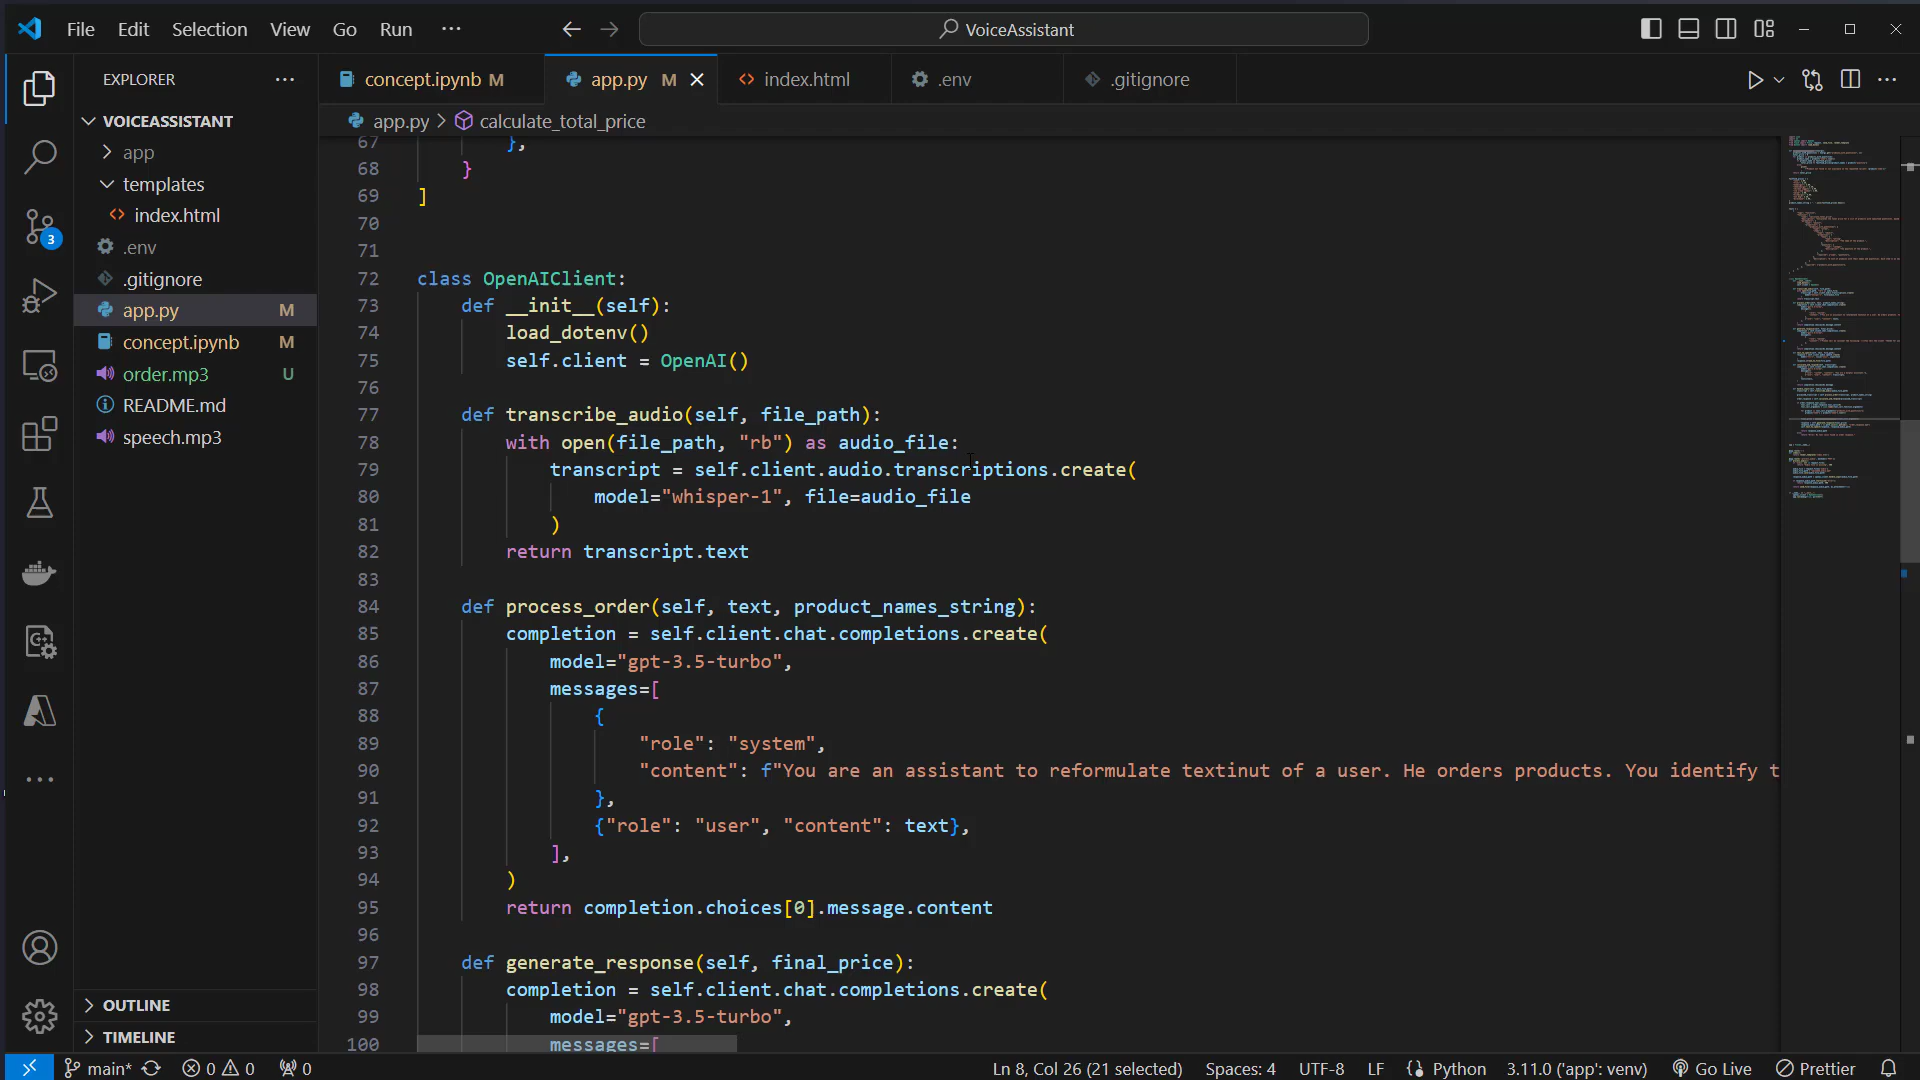 File Edit Selection View Go Run ··· VoiceAssistant
EXPLORER ···
VOICEASSISTANT
app
templates
index.html
.env
.gitignore
app.py M
concept.ipynb M
order.mp3 U
README.md
speech.mp3
OUTLINE
TIMELINE
3
concept.ipynb M app.py M index.html .env .gitignore
app.py > calculate_total_price
67 },
68 }
69 ]
70
71
72 class OpenAIClient:
73 def __init__(self):
74 load_dotenv()
75 self.client = OpenAI()
76
77 def transcribe_audio(self, file_path):
78 with open(file_path, "rb") as audio_file:
79 transcript = self.client.audio.transcriptions.create(
80 model="whisper-1", file=audio_file
81 )
82 return transcript.text
83
84 def process_order(self, text, product_names_string):
85 completion = self.client.chat.completions.create(
86 model="gpt-3.5-turbo",
87 messages=[
88 {
89 "role": "system",
90 "content": f"You are an assistant to reformulate textinut of a user. He orders products. You identify t
91 },
92 {"role": "user", "content": text},
93 ],
94 )
95 return completion.choices[0].message.content
96
97 def generate_response(self, final_price):
98 completion = self.client.chat.completions.create(
99 model="gpt-3.5-turbo",
100 messages=[
main* 0 0 0 Ln 8, Col 26 (21 selected) Spaces: 4 UTF-8 LF Python 3.11.0 ('app': venv) Go Live Prettier